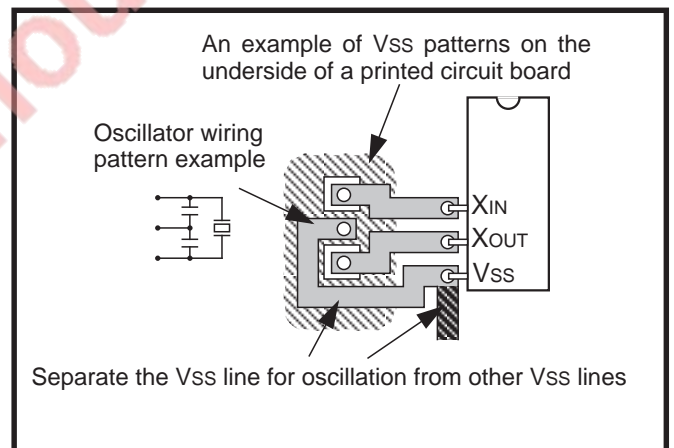 An example of VSS patterns on the
underside of a printed circuit board
Oscillator wiring
pattern example
XIN
XOUT
VSS
Separate the VSS line for oscillation from other VSS lines